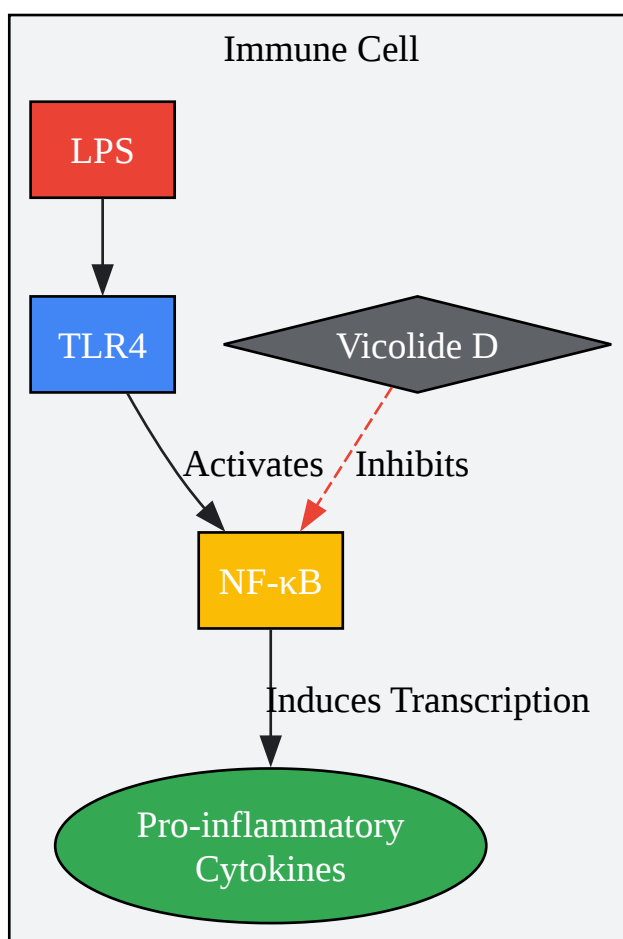 Immune Cell
LPS
TLR4
Vicolide D
Activates
Inhibits
NF-κB
Induces Transcription
Pro-inflammatory
Cytokines